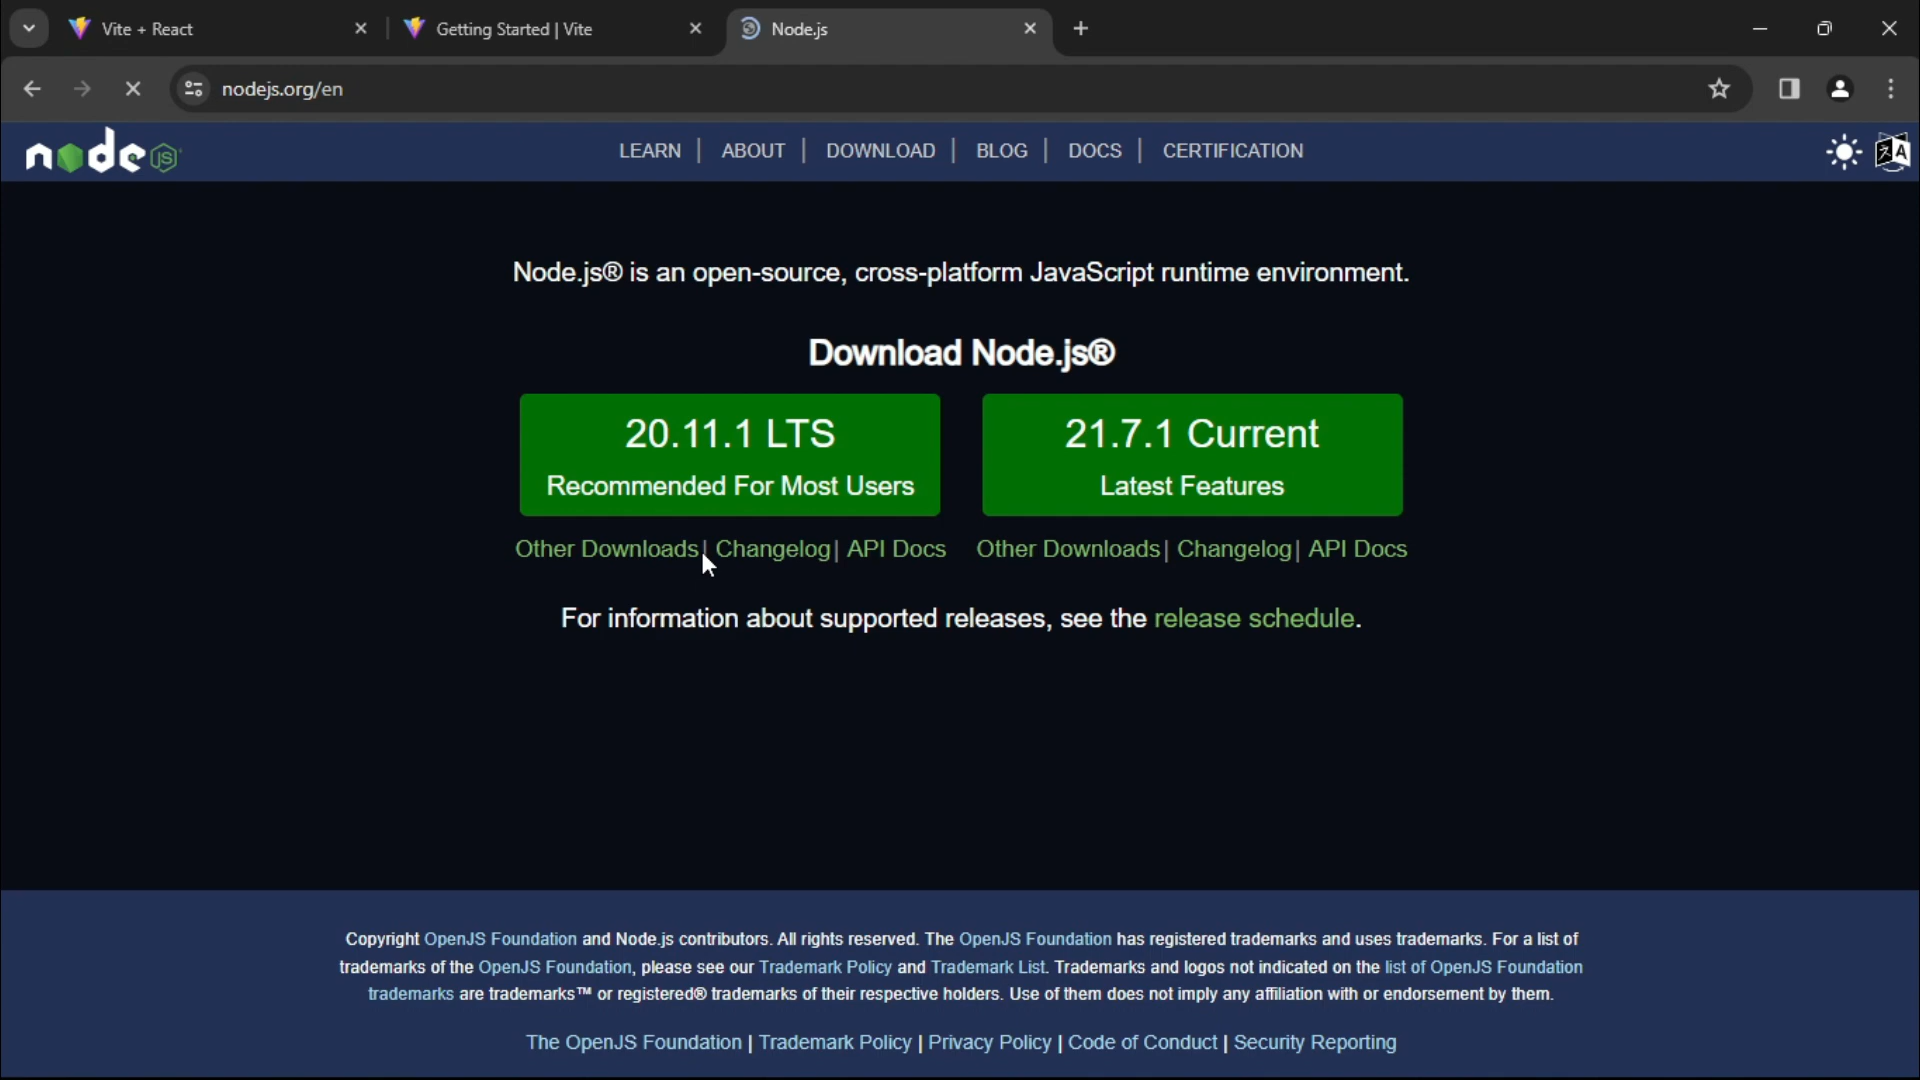 Vite + React
Getting Started | Vite
Node.js
nodejs.org/en
node JS
LEARN | ABOUT | DOWNLOAD | BLOG | DOCS | CERTIFICATION
Node.js® is an open-source, cross-platform JavaScript runtime environment.
Download Node.js®
20.11.1 LTS
Recommended For Most Users
21.7.1 Current
Latest Features
Other Downloads | Changelog | API Docs
Other Downloads | Changelog | API Docs
For information about supported releases, see the release schedule.
Copyright OpenJS Foundation and Node.js contributors. All rights reserved. The OpenJS Foundation has registered trademarks and uses trademarks. For a list of
trademarks of the OpenJS Foundation, please see our Trademark Policy and Trademark List. Trademarks and logos not indicated on the list of OpenJS Foundation
trademarks are trademarks™ or registered® trademarks of their respective holders. Use of them does not imply any affiliation with or endorsement by them.
The OpenJS Foundation | Trademark Policy | Privacy Policy | Code of Conduct | Security Reporting